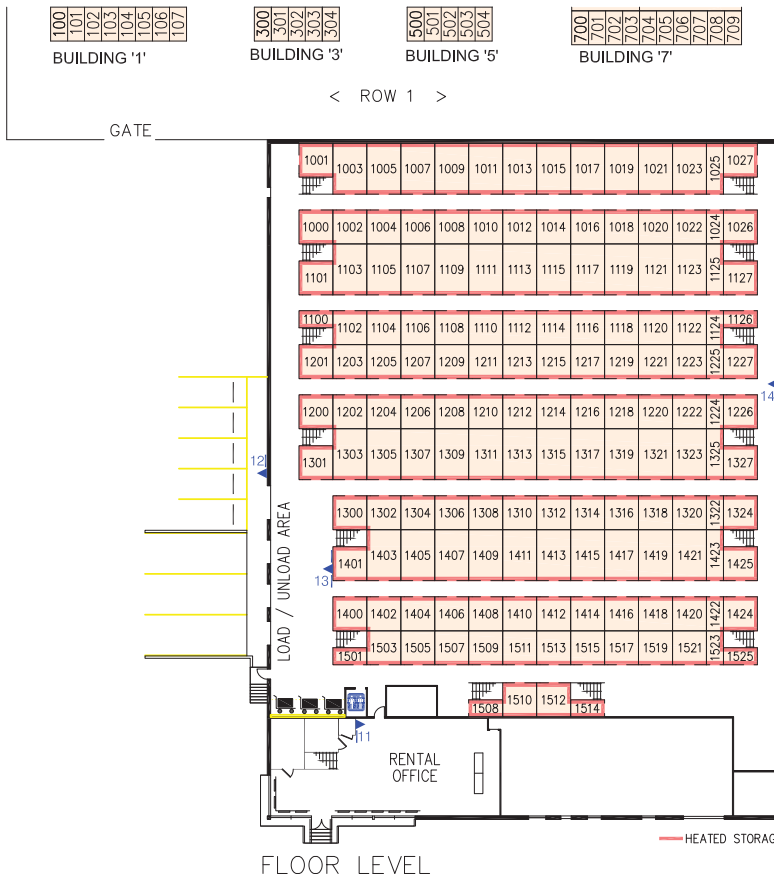 100 101 102 103 104 105 106 107
300 301 302 303 304
500 501 502 503 504
700 701 702 703 704 705 706 707 708 709
BUILDING '1'
BUILDING '3'
BUILDING '5'
BUILDING '7'
< ROW 1 >
GATE
1001 1003 1005 1007 1009 1011 1013 1015 1017 1019 1021 1023 1025 1027
1000 1002 1004 1006 1008 1010 1012 1014 1016 1018 1020 1022 1024 1026
1101 1103 1105 1107 1109 1111 1113 1115 1117 1119 1121 1123 1125 1127
1100 1102 1104 1106 1108 1110 1112 1114 1116 1118 1120 1122 1124 1126
1201 1203 1205 1207 1209 1211 1213 1215 1217 1219 1221 1223 1225 1227
14
1200 1202 1204 1206 1208 1210 1212 1214 1216 1218 1220 1222 1224 1226
1301 1303 1305 1307 1309 1311 1313 1315 1317 1319 1321 1323 1325 1327
12
1300 1302 1304 1306 1308 1310 1312 1314 1316 1318 1320 1322 1324
1401 1403 1405 1407 1409 1411 1413 1415 1417 1419 1421 1423 1425
13
LOAD / UNLOAD AREA
1400 1402 1404 1406 1408 1410 1412 1414 1416 1418 1420 1422 1424
1501 1503 1505 1507 1509 1511 1513 1515 1517 1519 1521 1523 1525
1508 1510 1512 1514
11
RENTAL
OFFICE
HEATED STORAG
FLOOR LEVEL